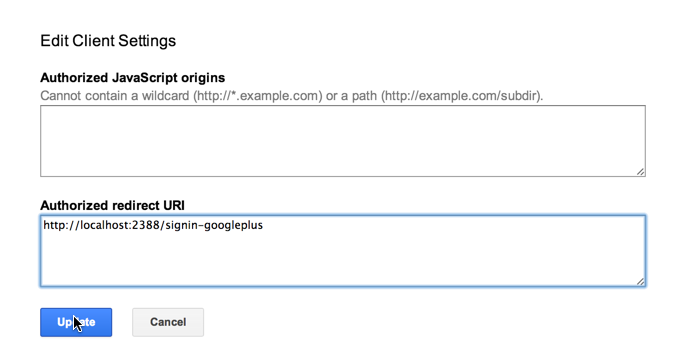 Edit Client Settings
Authorized JavaScript origins
Cannot contain a wildcard (http://*.example.com) or a path (http://example.com/subdir).
Authorized redirect URI
http://localhost:2388/signin-googleplus
Update Cancel